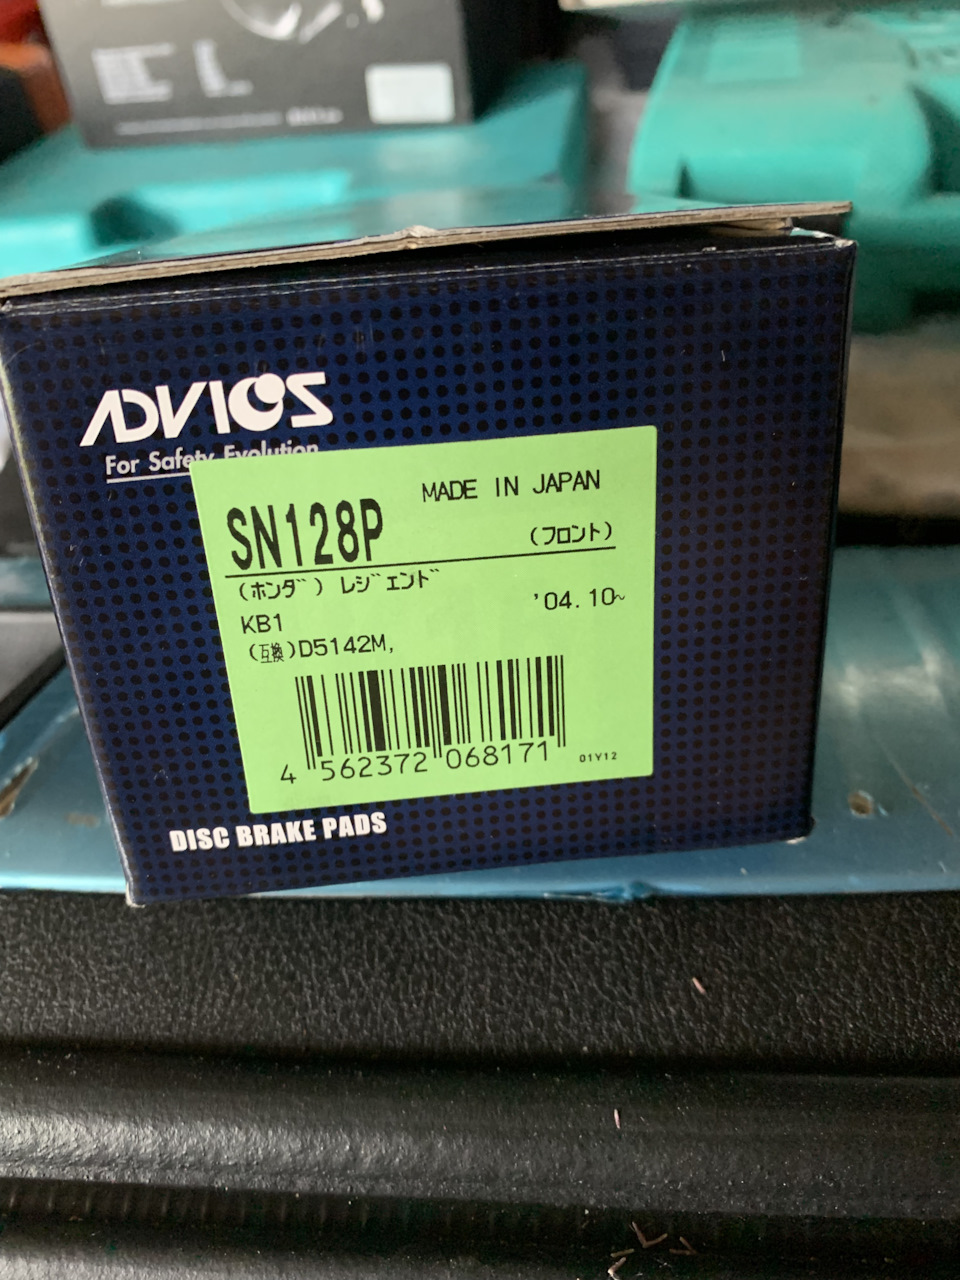 ADVICS
For Safety Evolution
MADE IN JAPAN
SN128P
(フロント)
(ホンダ) レジェンド
'04.10~
KB1
(互換)D5142M,
4 562372 068171
01Y12
DISC BRAKE PADS